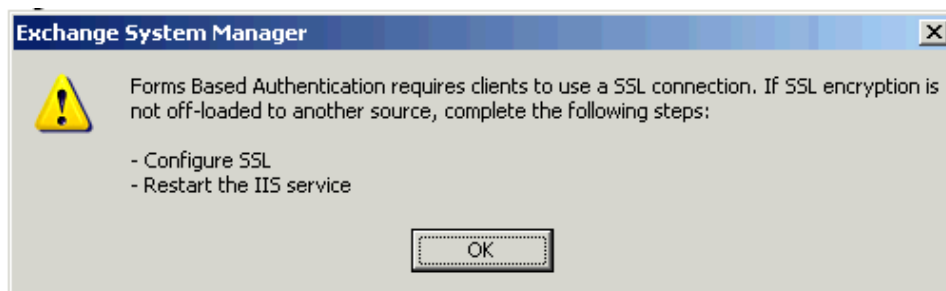 Exchange System Manager
Forms Based Authentication requires clients to use a SSL connection. If SSL encryption is
not off-loaded to another source, complete the following steps:
- Configure SSL
- Restart the IIS service
OK